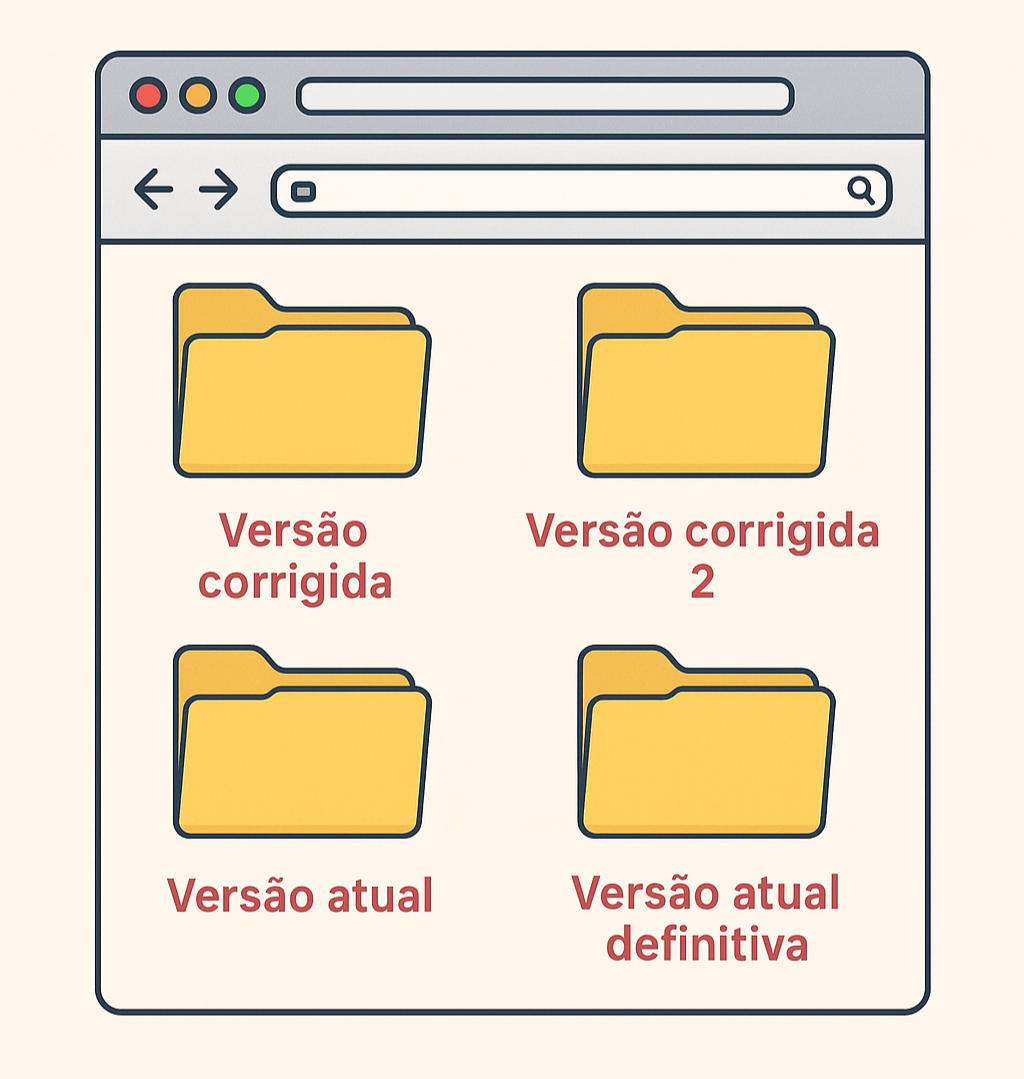 Versão
corrigida
Versão corrigida
2
Versão atual
Versão atual
definitiva